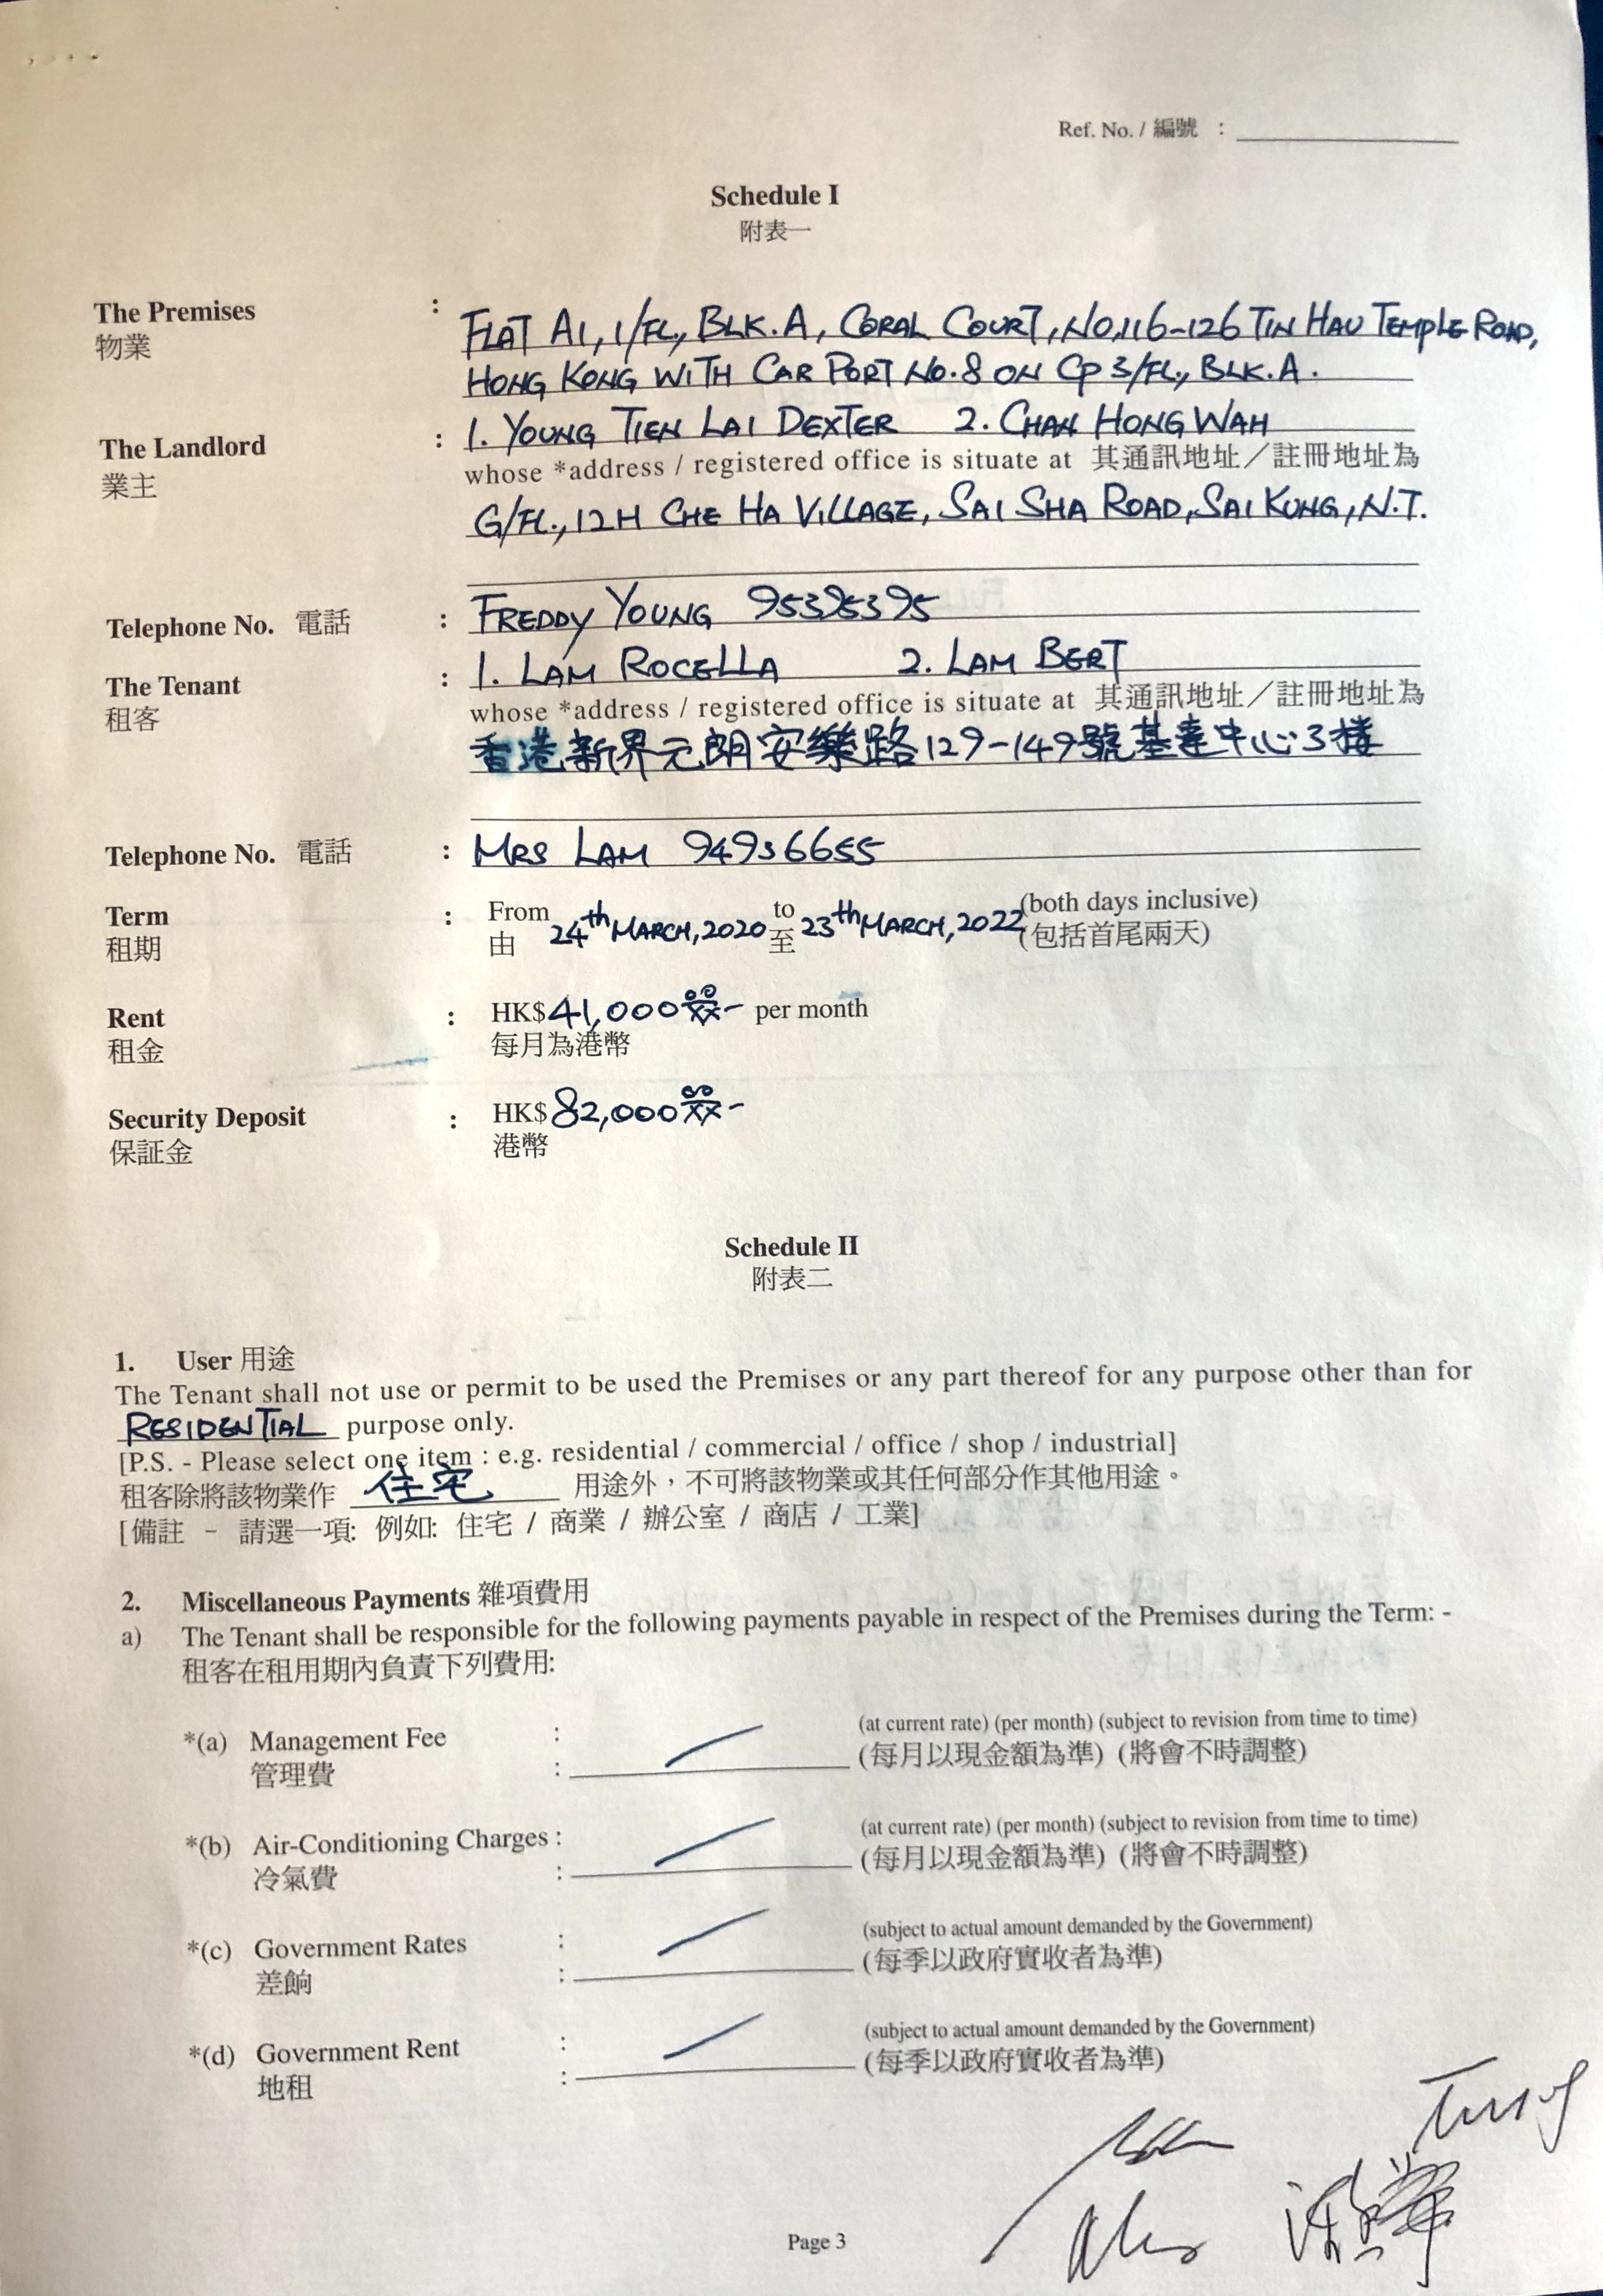 Ref. No. / 編號 :
Schedule I
附表一
The Premises : FLAT A1, 1/FL, BLK.A, CORAL COURT, NO.116-126 TIN HAU TEMPLE ROAD,
物業
HONG KONG WITH CAR PORT NO.8 ON CP 3/FL, BLK.A.
The Landlord : 1. YOUNG TIEN LAI DEXTER 2. CHAN HONG WAH
業主
whose *address / registered office is situate at 其通訊地址／註冊地址為
G/FL., 12H CHE HA VILLAGE, SAI SHA ROAD, SAI KUNG, N.T.
Telephone No. 電話 : FREDDY YOUNG 95395395
The Tenant : 1. LAM ROCELLA 2. LAM BERT
租客
whose *address / registered office is situate at 其通訊地址／註冊地址為
香港新界元朗安樂路129-149號基達中心3樓
Telephone No. 電話 : MRS LAM 94936655
Term : From 24th MARCH, 2020 to 23th MARCH, 2022 (both days inclusive)
租期 由 至 (包括首尾兩天)
Rent : HK$ 41,000 00/xx- per month
租金 每月為港幣
Security Deposit : HK$ 82,000 00/xx-
保証金 港幣
Schedule II
附表二
1. User 用途
The Tenant shall not use or permit to be used the Premises or any part thereof for any purpose other than for
RESIDENTIAL purpose only.
[P.S. - Please select one item : e.g. residential / commercial / office / shop / industrial]
租客除將該物業作 住宅 用途外，不可將該物業或其任何部分作其他用途。
[備註 - 請選一項: 例如: 住宅 / 商業 / 辦公室 / 商店 / 工業]
2. Miscellaneous Payments 雜項費用
a) The Tenant shall be responsible for the following payments payable in respect of the Premises during the Term: -
租客在租用期內負責下列費用:
*(a) Management Fee : (at current rate) (per month) (subject to revision from time to time)
管理費 : (每月以現金額為準) (將會不時調整)
*(b) Air-Conditioning Charges : (at current rate) (per month) (subject to revision from time to time)
冷氣費 : (每月以現金額為準) (將會不時調整)
*(c) Government Rates : (subject to actual amount demanded by the Government)
差餉 : (每季以政府實收者為準)
*(d) Government Rent : (subject to actual amount demanded by the Government)
地租 : (每季以政府實收者為準)
Page 3